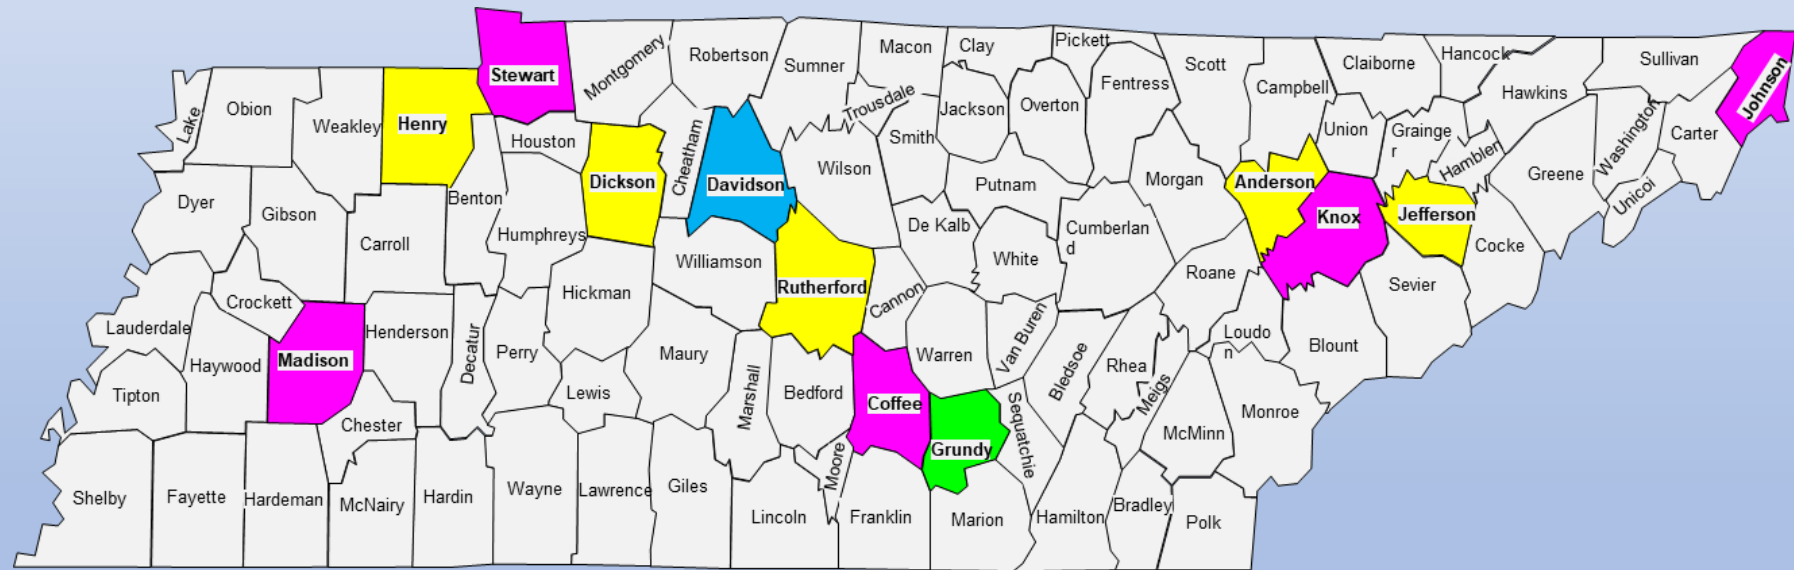 Stewart
Montgomery
Robertson
Sumner
Macon
Clay
Pickett
Scott
Campbell
Claiborne
Hancock
Hawkins
Sullivan
Johnson
Lake
Obion
Weakley
Henry
Houston
Dickson
Cheatham
Davidson
Wilson
Trousdale
Smith
Jackson
Overton
Fentress
Morgan
Anderson
Union
Grainge
r
Hamblen
Greene
Washington
Carter
Unicoi
Dyer
Gibson
Carroll
Benton
Humphreys
Williamson
Rutherford
Cannon
De Kalb
Putnam
White
Cumberlan
d
Roane
Knox
Jefferson
Cocke
Sevier
Lauderdale
Crockett
Haywood
Madison
Henderson
Decatur
Perry
Hickman
Lewis
Maury
Marshall
Bedford
Coffee
Warren
Van Buren
Bledsoe
Rhea
Meigs
Loudo
n
Blount
Tipton
Chester
Moore
Grundy
Sequatchie
McMinn
Monroe
Shelby
Fayette
Hardeman
McNairy
Hardin
Wayne
Lawrence
Giles
Lincoln
Franklin
Marion
Hamilton
Bradley
Polk